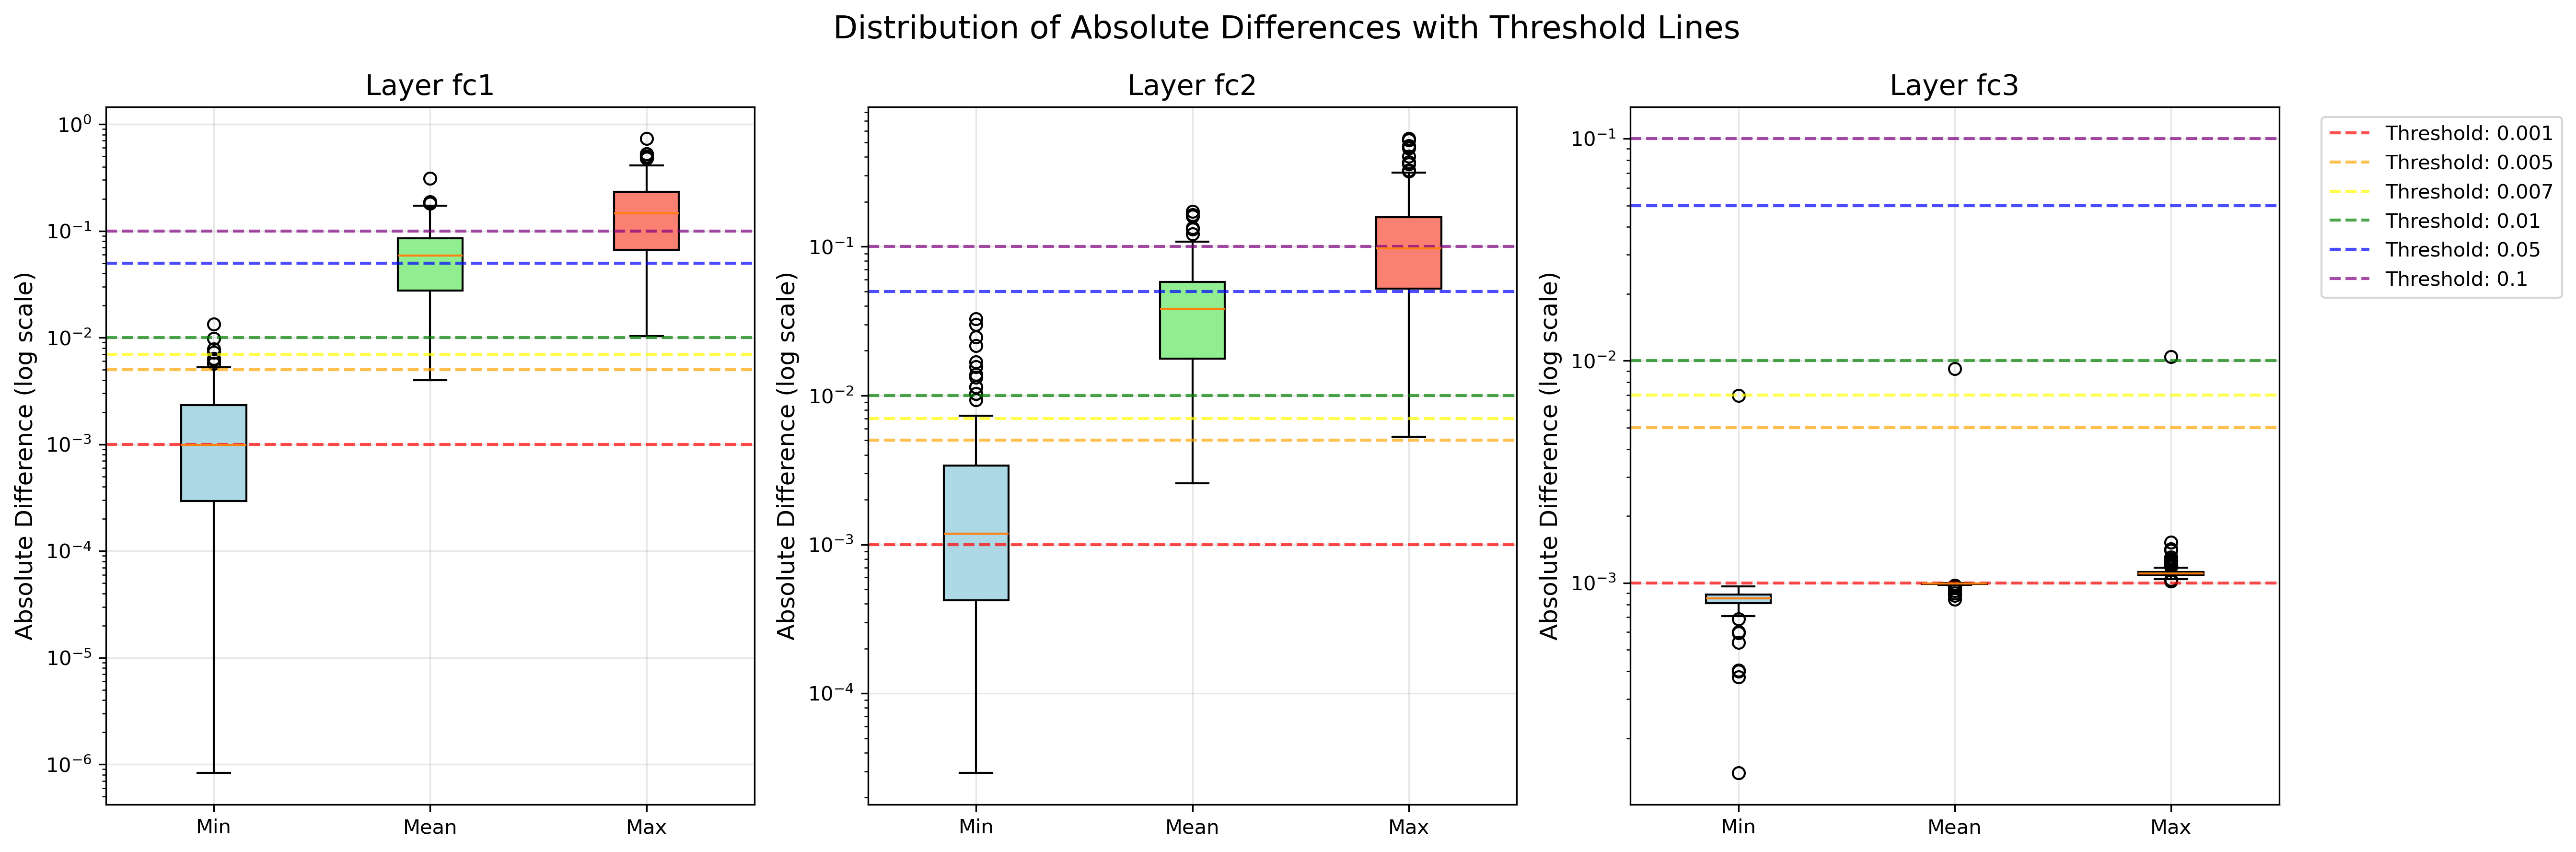 Distribution of Absolute Differences with Threshold Lines
Layer fc1
Absolute Difference (log scale)
10⁰
10⁻¹
10⁻²
10⁻³
10⁻⁴
10⁻⁵
10⁻⁶
Min Mean Max
Layer fc2
Absolute Difference (log scale)
10⁻¹
10⁻²
10⁻³
10⁻⁴
Min Mean Max
Layer fc3
Absolute Difference (log scale)
10⁻¹
10⁻²
10⁻³
Min Mean Max
Threshold: 0.001
Threshold: 0.005
Threshold: 0.007
Threshold: 0.01
Threshold: 0.05
Threshold: 0.1